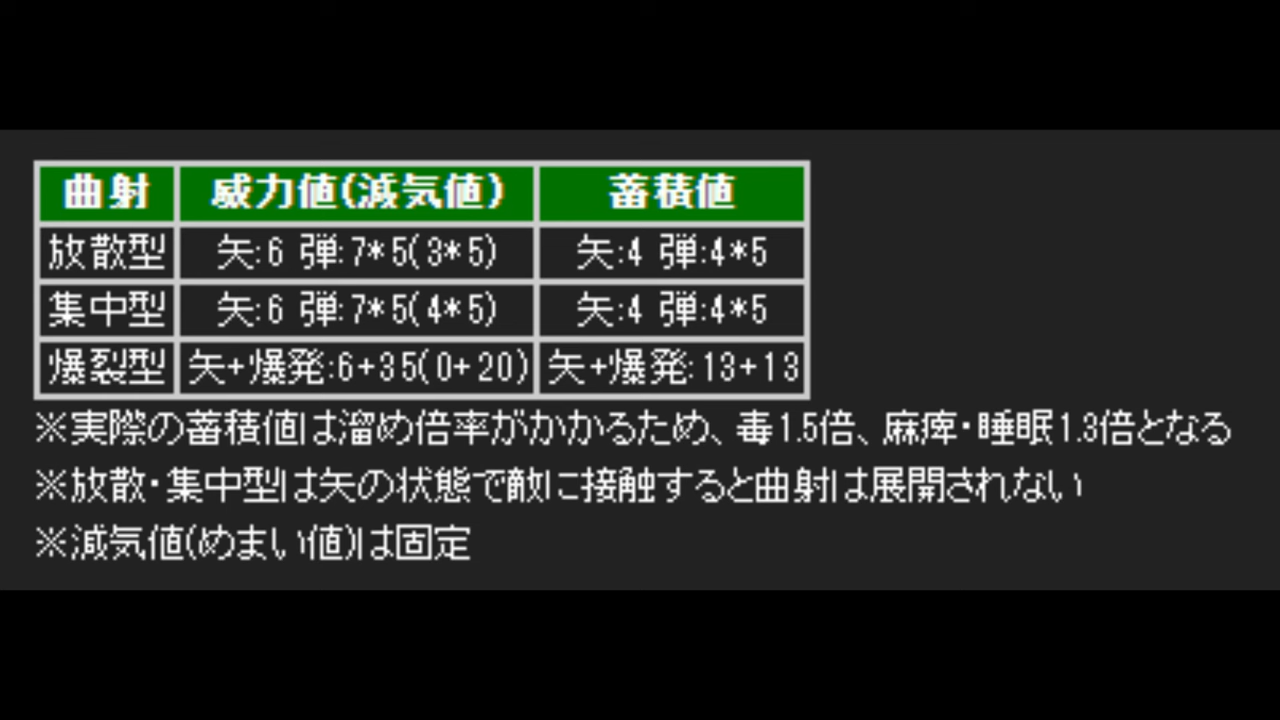 曲射 威力値(減気値) 蓄積値
放散型 矢:6 弾:7*5(3*5) 矢:4 弾:4*5
集中型 矢:6 弾:7*5(4*5) 矢:4 弾:4*5
爆裂型 矢+爆発:6+35(0+20) 矢+爆発:13+13
※実際の蓄積値は溜め倍率がかかるため、毒1.5倍、麻痺・睡眠1.3倍となる
※放散・集中型は矢の状態で敵に接触すると曲射は展開されない
※減気値(めまい値)は固定